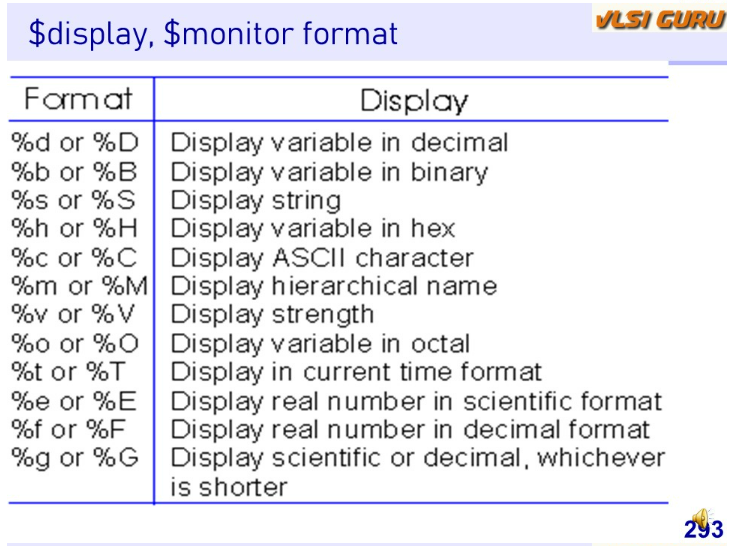 VLSI GURU
$display, $monitor format
Format Display
%d or %D Display variable in decimal
%b or %B Display variable in binary
%s or %S Display string
%h or %H Display variable in hex
%c or %C Display ASCII character
%m or %M Display hierarchical name
%v or %V Display strength
%o or %O Display variable in octal
%t or %T Display in current time format
%e or %E Display real number in scientific format
%f or %F Display real number in decimal format
%g or %G Display scientific or decimal, whichever
is shorter
293